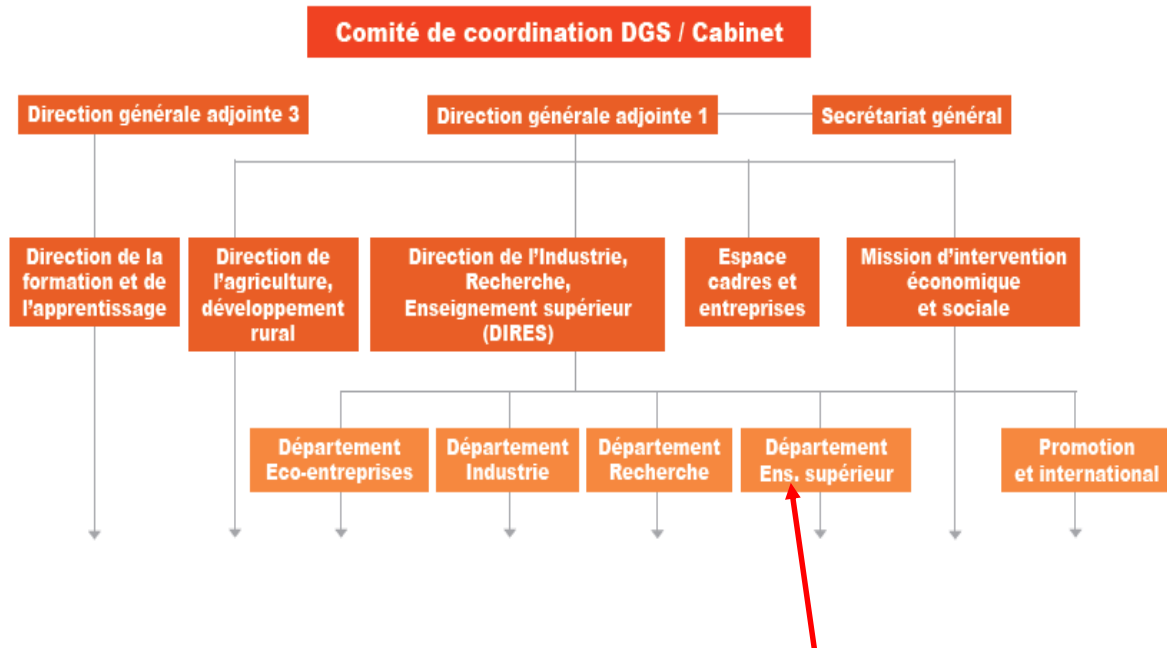 Comité de coordination DGS / Cabinet
Direction générale adjointe 3
Direction générale adjointe 1
Secrétariat général
Direction de la
formation et de
l’apprentissage
Direction de
l’agriculture,
développement
rural
Direction de l’Industrie,
Recherche,
Enseignement supérieur
(DIRES)
Espace
cadres et
entreprises
Mission d’intervention
économique
et sociale
Département
Eco-entreprises
Département
Industrie
Département
Recherche
Département
Ens. supérieur
Promotion
et international